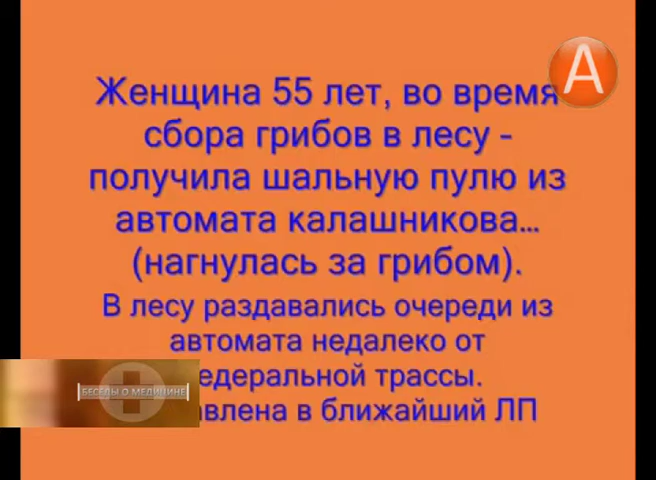 А
Женщина 55 лет, во время
сбора грибов в лесу -
получила шальную пулю из
автомата калашникова...
(нагнулась за грибом).
В лесу раздавались очереди из
автомата недалеко от
едеральной трассы.
БЕСЕДЫ О МЕДИЦИНЕ
авлена в ближайший ЛП